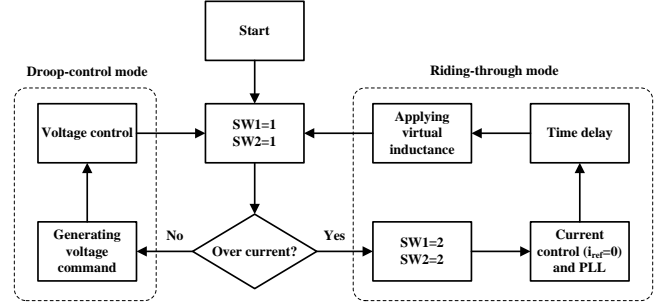 Start
Droop-control mode
Riding-through mode
Voltage control
SW1=1
SW2=1
Applying
virtual
inductance
Time delay
Generating
voltage
command
No
Over current?
Yes
SW1=2
SW2=2
Current
control (iref=0)
and PLL